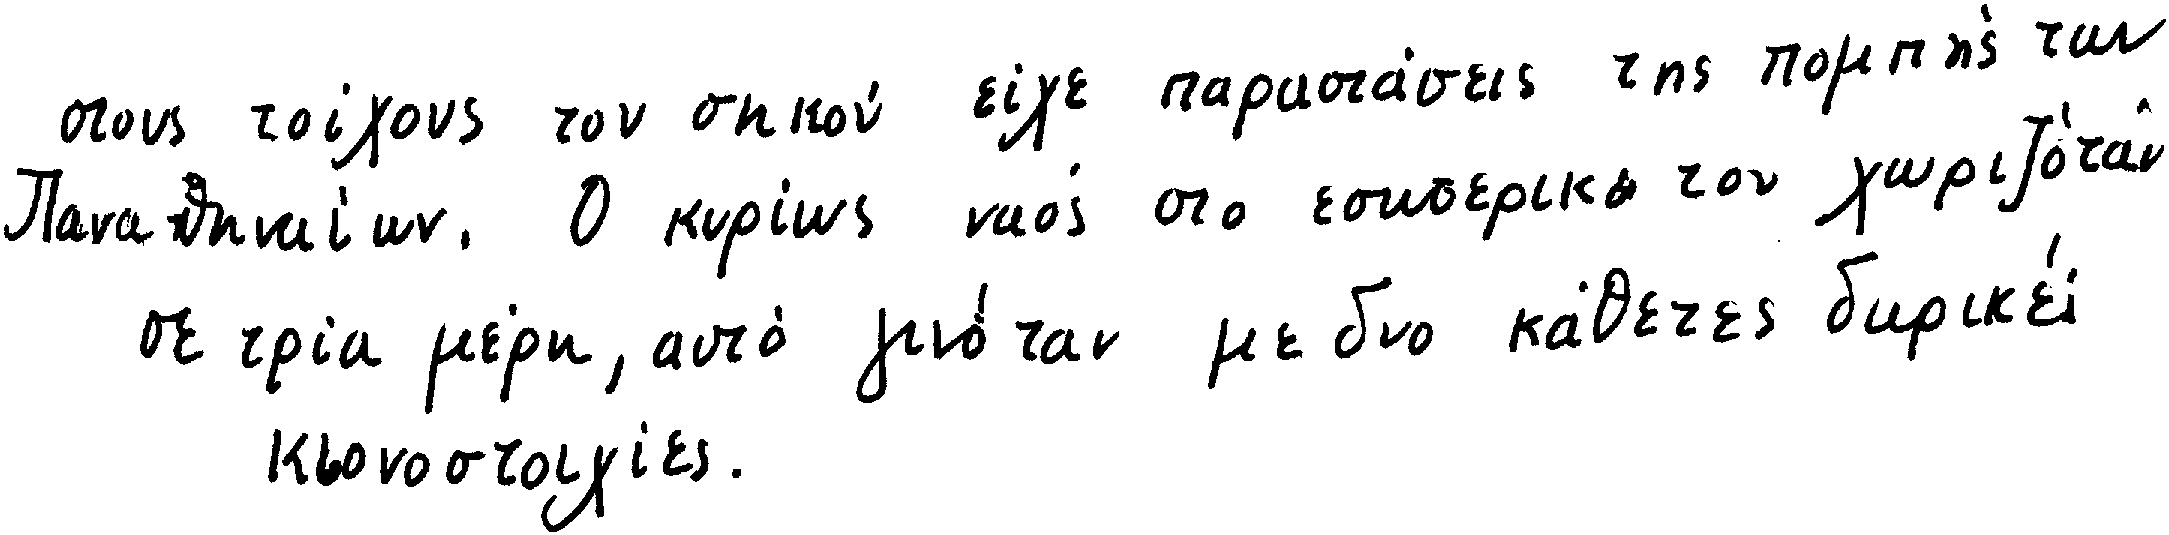 στους τοίχους του σηκού είχε παραστάσεις της πομπής των
Παναθηναίων. Ο κυρίως ναός στο εσωτερικό του χωριζόταν
σε τρία μέρη, αυτό γινόταν με δυο κάθετες δωρικές
κιονοστοιχίες.